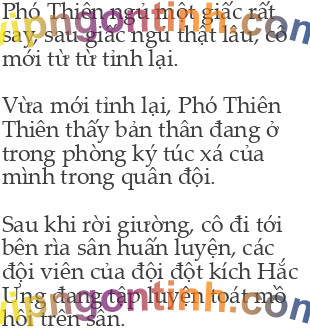 Phó Thiên ngủ một giấc rất
say, sau giấc ngủ thật lâu, cô
mới từ từ tỉnh lại.
Vừa mới tỉnh lại, Phó Thiên
Thiên thấy bản thân đang ở
trong phòng ký túc xá của
mình trong quân đội.
Sau khi rời giường, cô đi tới
bên rìa sân huấn luyện, các
đội viên của đội đột kích Hắc
Ưng đang tập luyện toát mồ
hôi trên sân.